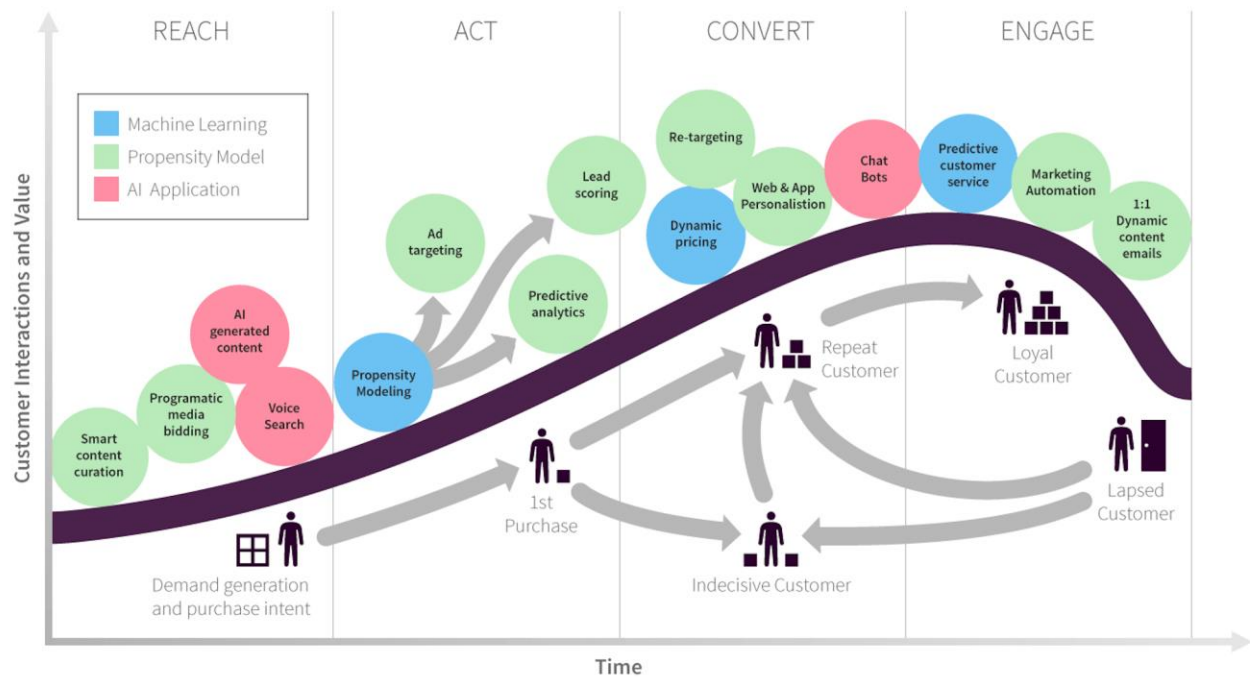 REACH
ACT
CONVERT
ENGAGE
Machine Learning
Propensity Model
AI Application
Customer Interactions and Value
Smart
content
curation
Programatic
media
bidding
AI
generated
content
Voice
Search
Propensity
Modeling
Ad
targeting
Lead
scoring
Predictive
analytics
Re-targeting
Dynamic
pricing
Web & App
Personalistion
Chat
Bots
Predictive
customer
service
Marketing
Automation
1:1
Dynamic
content
emails
Demand generation
and purchase intent
1st
Purchase
Repeat
Customer
Indecisive Customer
Loyal
Customer
Lapsed
Customer
Time